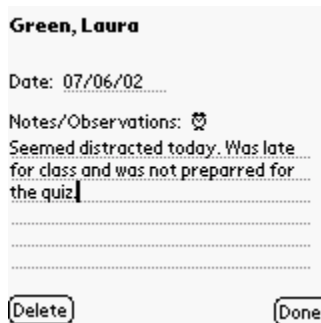 Green, Laura
Date: 07/06/02
Notes/Observations:
Seemed distracted today. Was late
for class and was not preparred for
the quiz.
Delete
Done